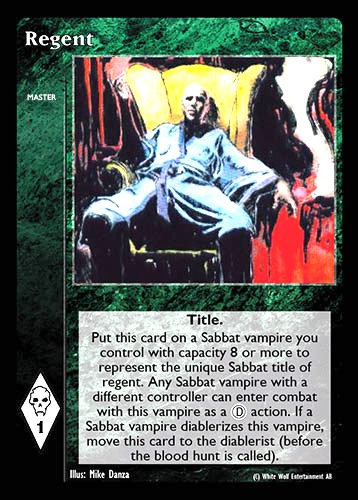 Regent
MASTER
Title.
Put this card on a Sabbat vampire you
control with capacity 8 or more to
represent the unique Sabbat title of
regent. Any Sabbat vampire with a
different controller can enter combat
with this vampire as a Ⓓ action. If a
Sabbat vampire diablerizes this vampire,
move this card to the diablerist (before
the blood hunt is called).
1
Illus: Mike Danza
(C) White Wolf Entertainment AB